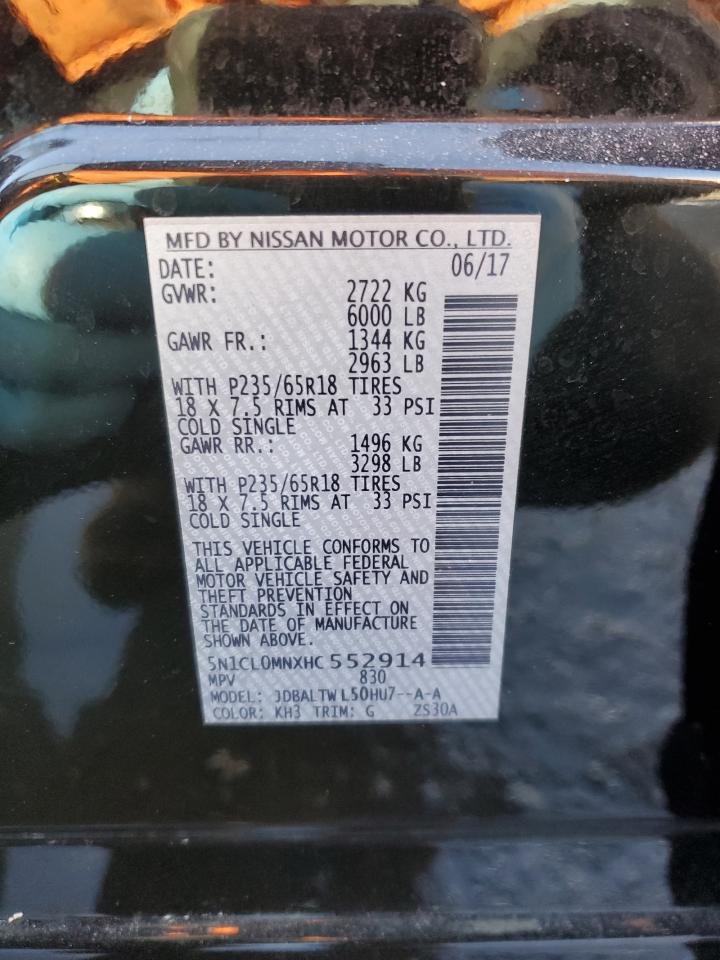 MFD BY NISSAN MOTOR CO., LTD.
DATE: 06/17
GVWR: 2722 KG
6000 LB
GAWR FR.: 1344 KG
2963 LB
WITH P235/65R18 TIRES
18 X 7.5 RIMS AT 33 PSI
COLD SINGLE
GAWR RR.: 1496 KG
3298 LB
WITH P235/65R18 TIRES
18 X 7.5 RIMS AT 33 PSI
COLD SINGLE
THIS VEHICLE CONFORMS TO
ALL APPLICABLE FEDERAL
MOTOR VEHICLE SAFETY AND
THEFT PREVENTION
STANDARDS IN EFFECT ON
THE DATE OF MANUFACTURE
SHOWN ABOVE.
5N1CL0MNXHC552914
MPV 830
MODEL: JDBALTWL50HU7--A-A
COLOR: KH3 TRIM: G ZS30A